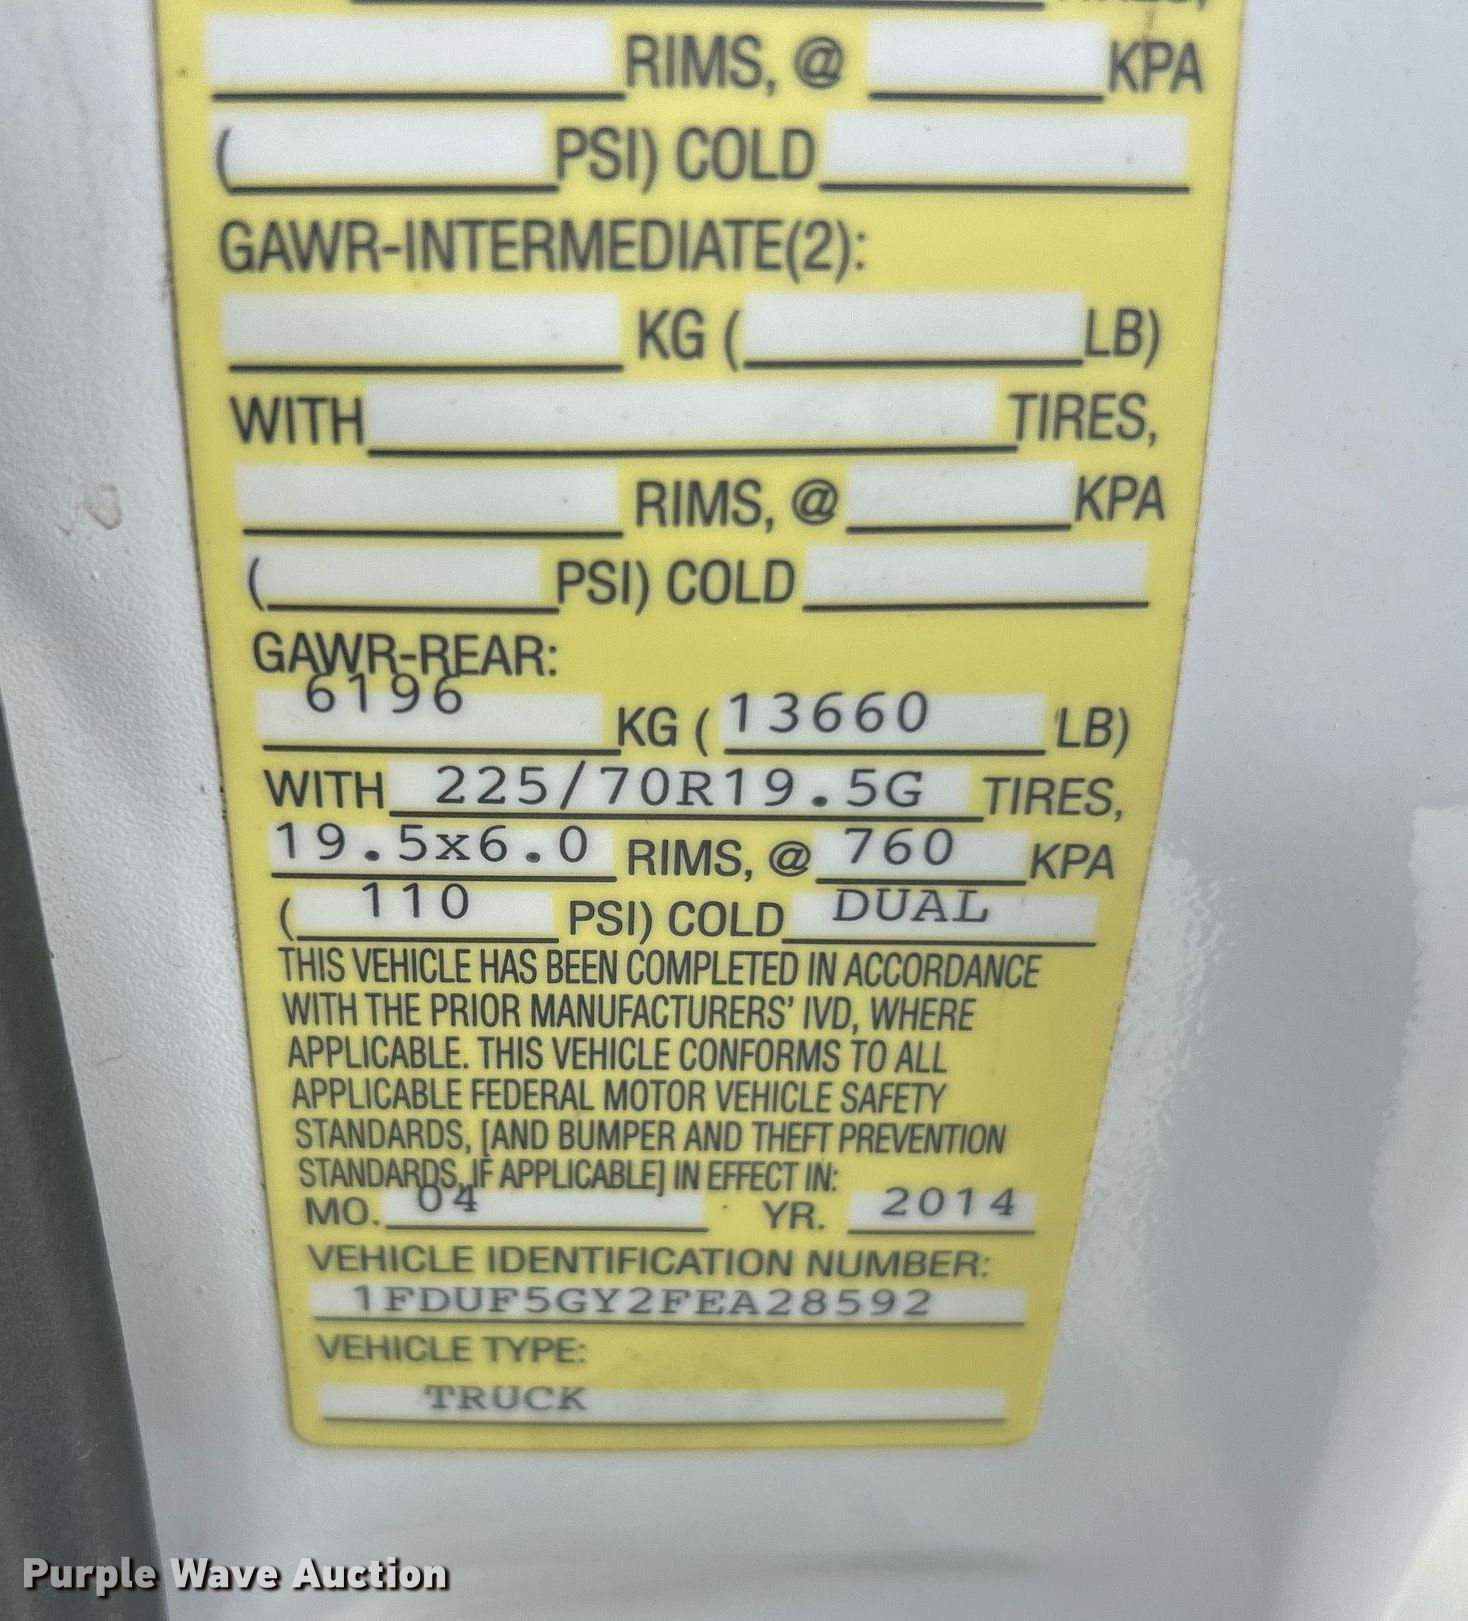 RIMS, @ KPA
( PSI) COLD
GAWR-INTERMEDIATE(2):
KG ( LB)
WITH TIRES,
RIMS, @ KPA
( PSI) COLD
GAWR-REAR:
6196 KG ( 13660 LB)
WITH 225/70R19.5G TIRES,
19.5x6.0 RIMS, @ 760 KPA
( 110 PSI) COLD DUAL
THIS VEHICLE HAS BEEN COMPLETED IN ACCORDANCE
WITH THE PRIOR MANUFACTURERS' IVD, WHERE
APPLICABLE. THIS VEHICLE CONFORMS TO ALL
APPLICABLE FEDERAL MOTOR VEHICLE SAFETY
STANDARDS, [AND BUMPER AND THEFT PREVENTION
STANDARDS, IF APPLICABLE] IN EFFECT IN:
MO. 04 YR. 2014
VEHICLE IDENTIFICATION NUMBER:
1FDUF5GY2FEA28592
VEHICLE TYPE:
TRUCK
Purple Wave Auction